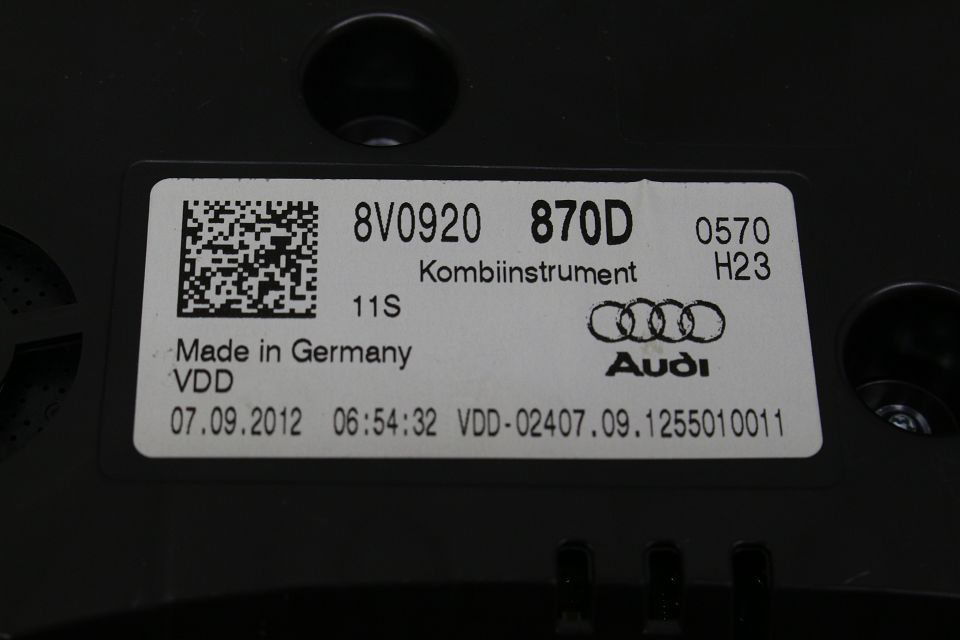 8V0920 870D 0570
Kombiinstrument H23
11S
Audi
Made in Germany
VDD
07.09.2012 06:54:32 VDD-02407.09.1255010011